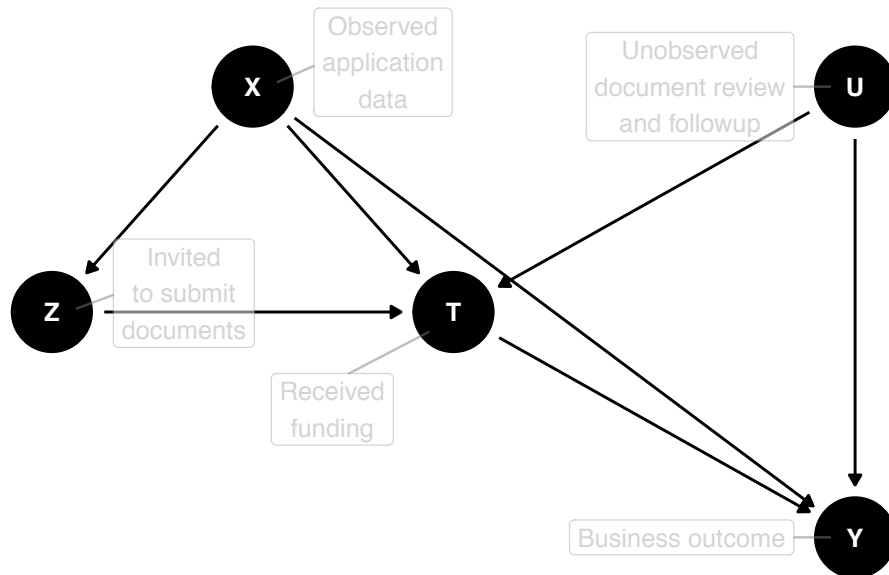 X
Observed
application
data
Unobserved
document review
and followup
U
Z
Invited
to submit
documents
T
Received
funding
Business outcome
Y